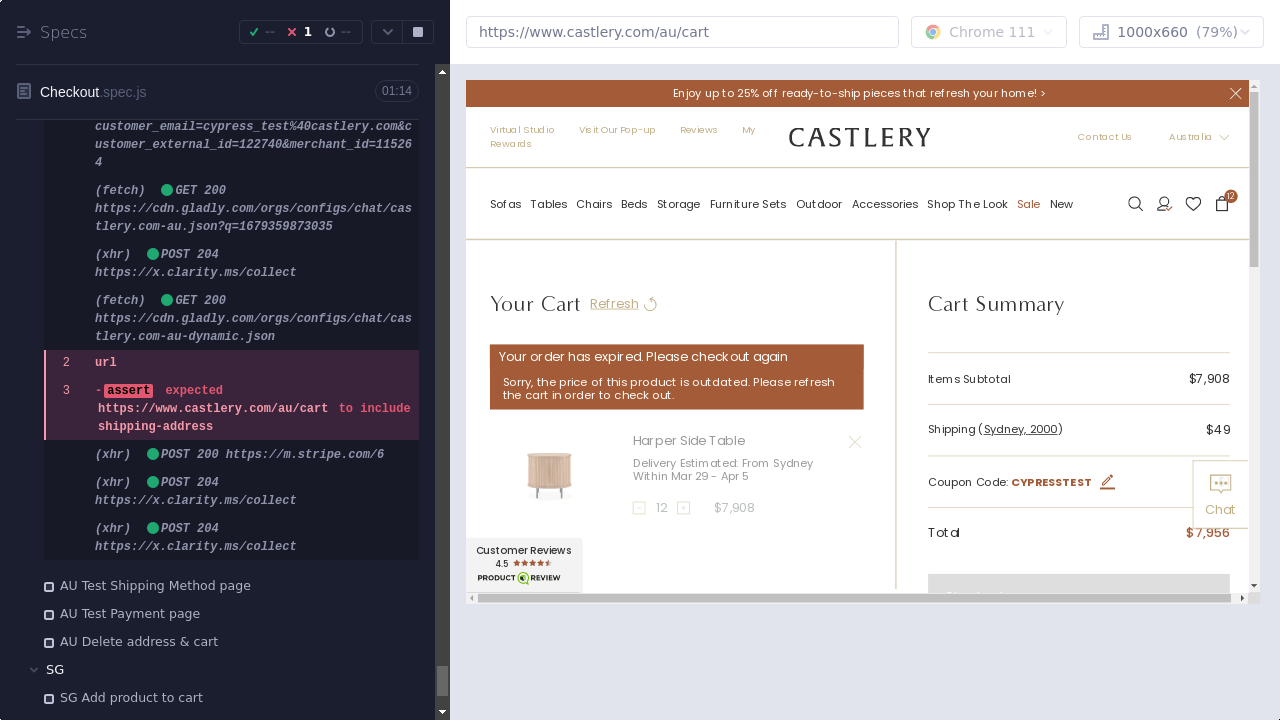 Specs
--
1
--
https://www.castlery.com/au/cart
Chrome 111
1000x660 (79%)
Checkout.spec.js
01:14
customer_email=cypress_test%40castlery.com&c
ustomer_external_id=122740&merchant_id=11526
4
(fetch) GET 200
https://cdn.gladly.com/orgs/configs/chat/cas
tlery.com-au.json?q=1679359873035
(xhr) POST 204
https://x.clarity.ms/collect
(fetch) GET 200
https://cdn.gladly.com/orgs/configs/chat/cas
tlery.com-au-dynamic.json
2 url
3 -assert expected
https://www.castlery.com/au/cart to include
shipping-address
(xhr) POST 200 https://m.stripe.com/6
(xhr) POST 204
https://x.clarity.ms/collect
(xhr) POST 204
https://x.clarity.ms/collect
AU Test Shipping Method page
AU Test Payment page
AU Delete address & cart
SG
SG Add product to cart
Enjoy up to 25% off ready-to-ship pieces that refresh your home! >
Virtual Studio Visit Our Pop-up Reviews My
Rewards
CASTLERY
Contact Us Australia
Sofas Tables Chairs Beds Storage Furniture Sets Outdoor Accessories Shop The Look Sale New
12
Your Cart Refresh
Your order has expired. Please checkout again
Sorry, the price of this product is outdated. Please refresh
the cart in order to check out.
Harper Side Table
Delivery Estimated: From Sydney
Within Mar 29 - Apr 5
- 12 + $7,908
Customer Reviews
4.5
PRODUCT REVIEW
Cart Summary
Items Subtotal $7,908
Shipping (Sydney, 2000) $49
Coupon Code: CYPRESSTEST
Chat
Total $7,956